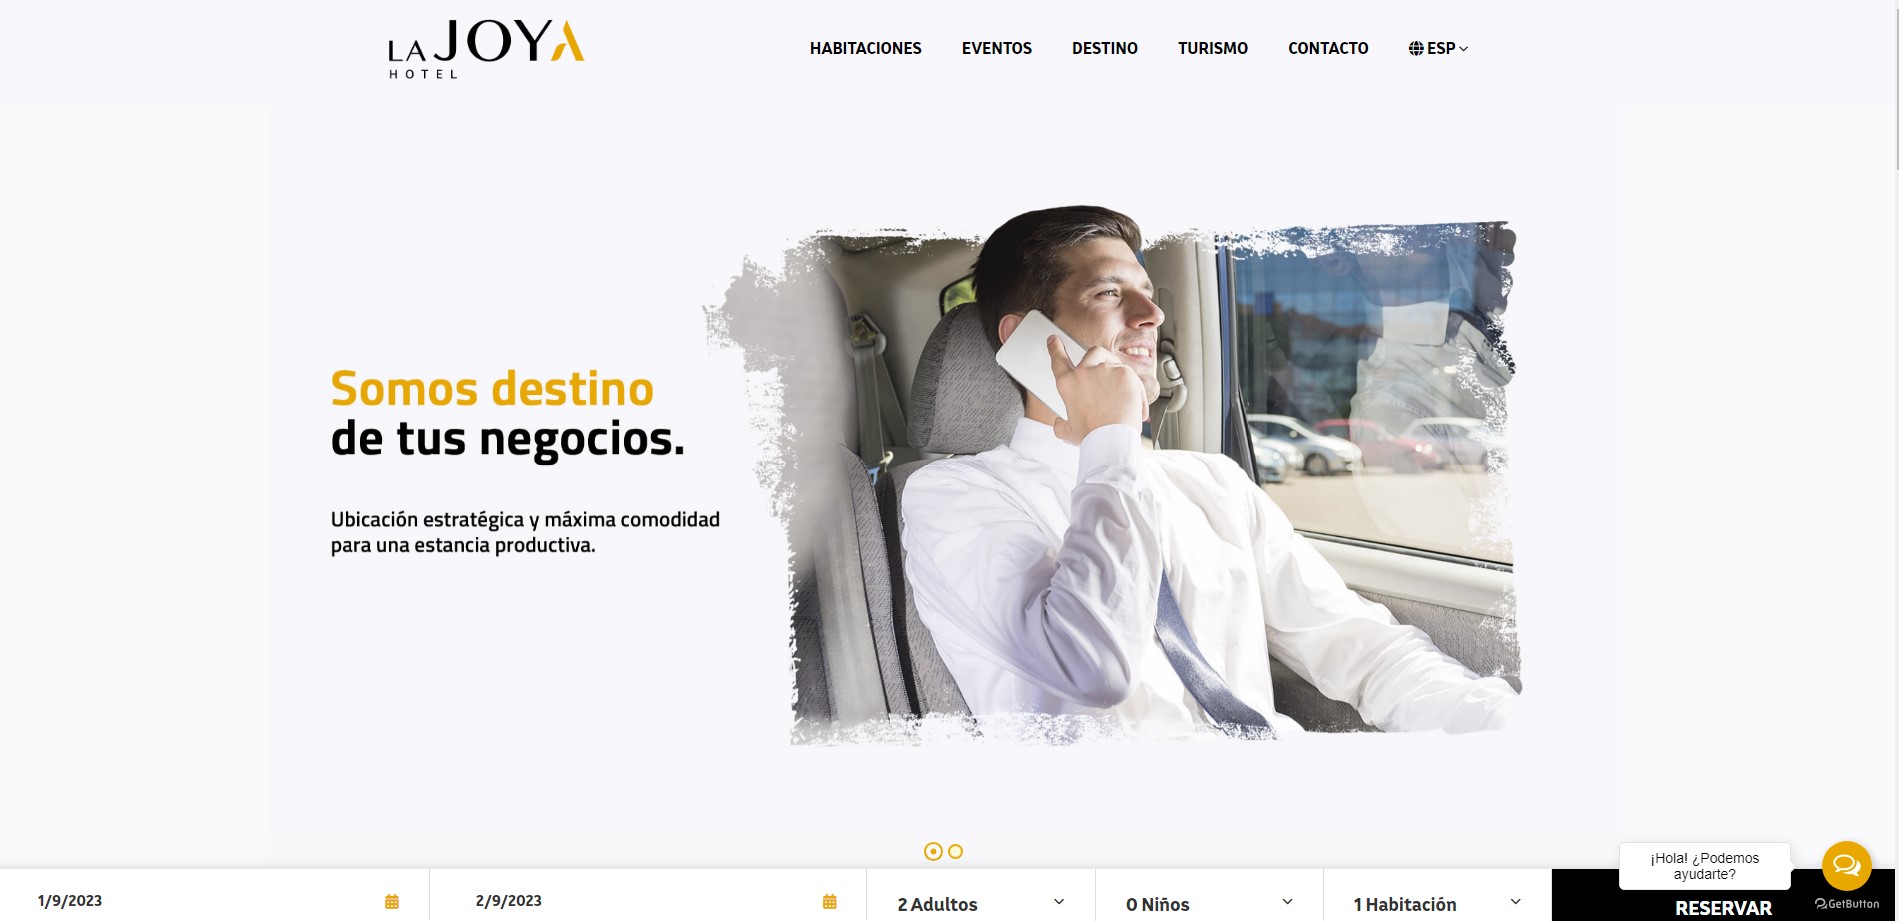 LA JOYA
HOTEL
HABITACIONES
EVENTOS
DESTINO
TURISMO
CONTACTO
ESP
Somos destino
de tus negocios.
Ubicación estratégica y máxima comodidad
para una estancia productiva.
¡Hola! ¿Podemos
ayudarte?
1/9/2023
2/9/2023
2 Adultos
0 Niños
1 Habitación
RESERVAR
GetButton